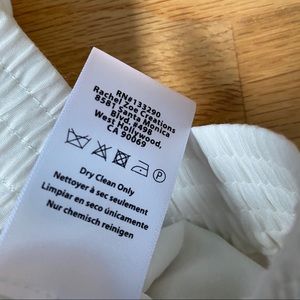 RN#133290
Rachel Zoe Creations
8581 Santa Monica
Blvd. #498
West Hollywood,
CA 90069
P
Dry Clean Only
Nettoyer à sec seulement
Limpiar en seco únicamente
Nur chemisch reinigen